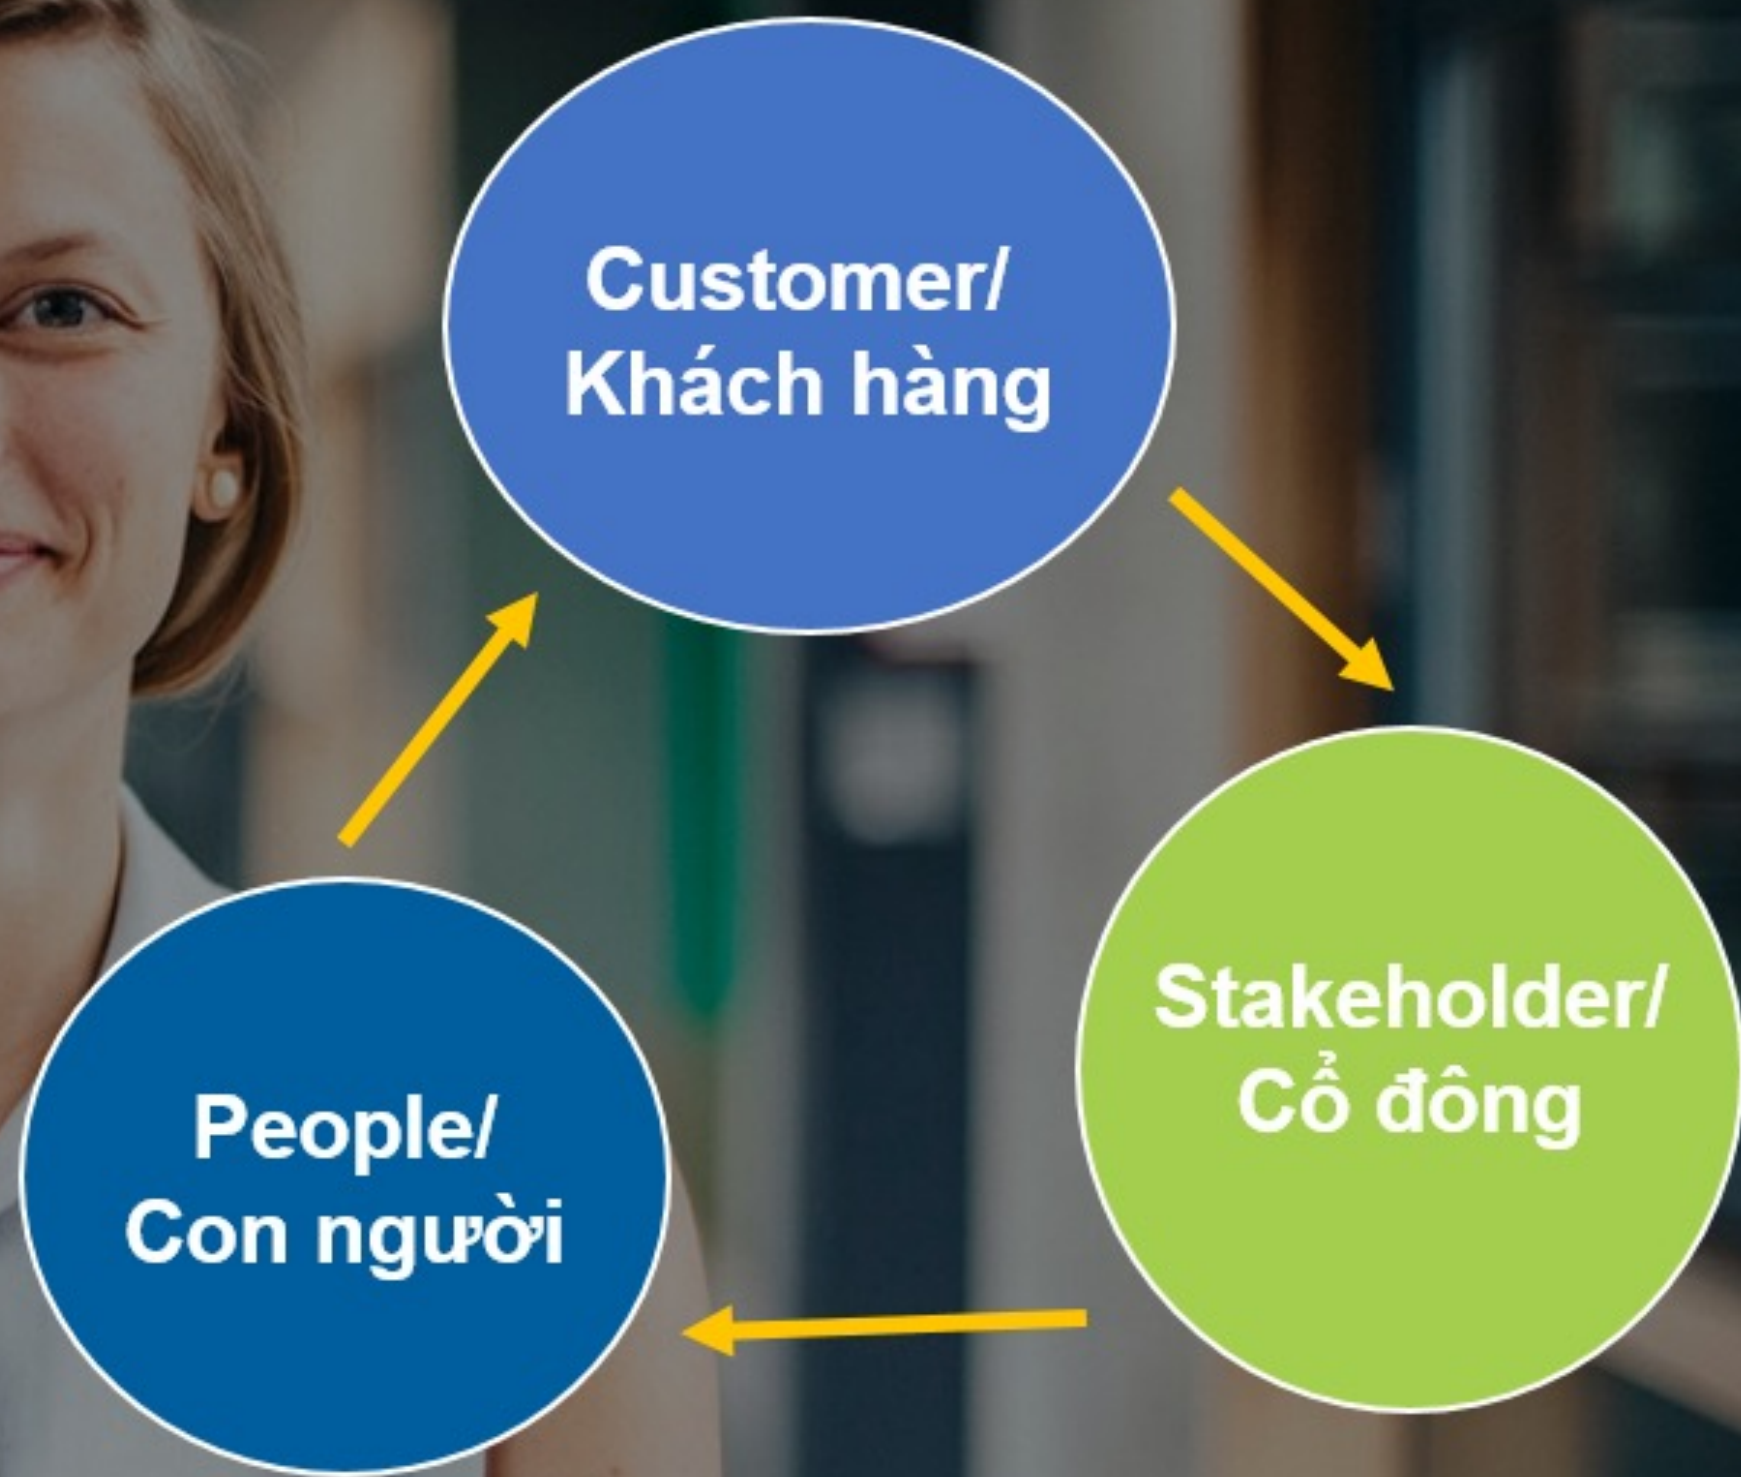 Customer/
Khách hàng
Stakeholder/
Cổ đông
People/
Con người